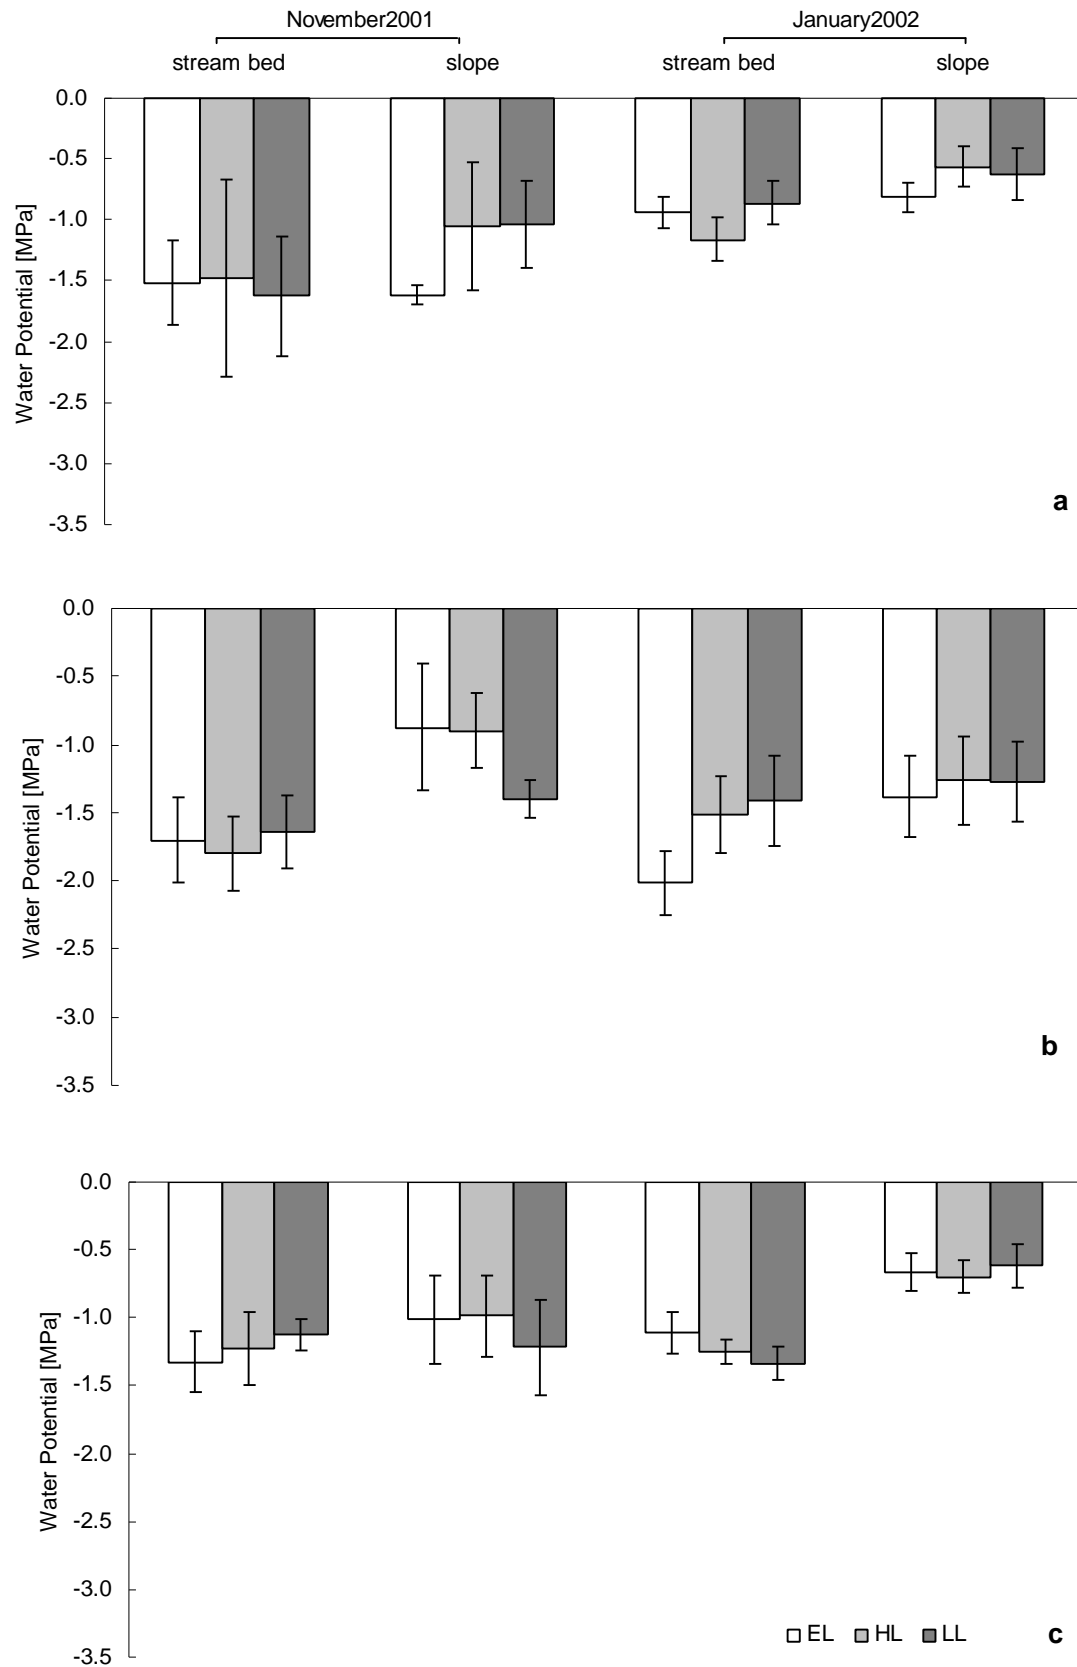 November2001 January2002
stream bed slope stream bed slope
0.0
-0.5
-1.0
-1.5
-2.0
-2.5
-3.0
-3.5
Water Potential [MPa]
a
0.0
-0.5
-1.0
-1.5
-2.0
-2.5
-3.0
-3.5
Water Potential [MPa]
b
0.0
-0.5
-1.0
-1.5
-2.0
-2.5
-3.0
-3.5
Water Potential [MPa]
EL HL LL
c